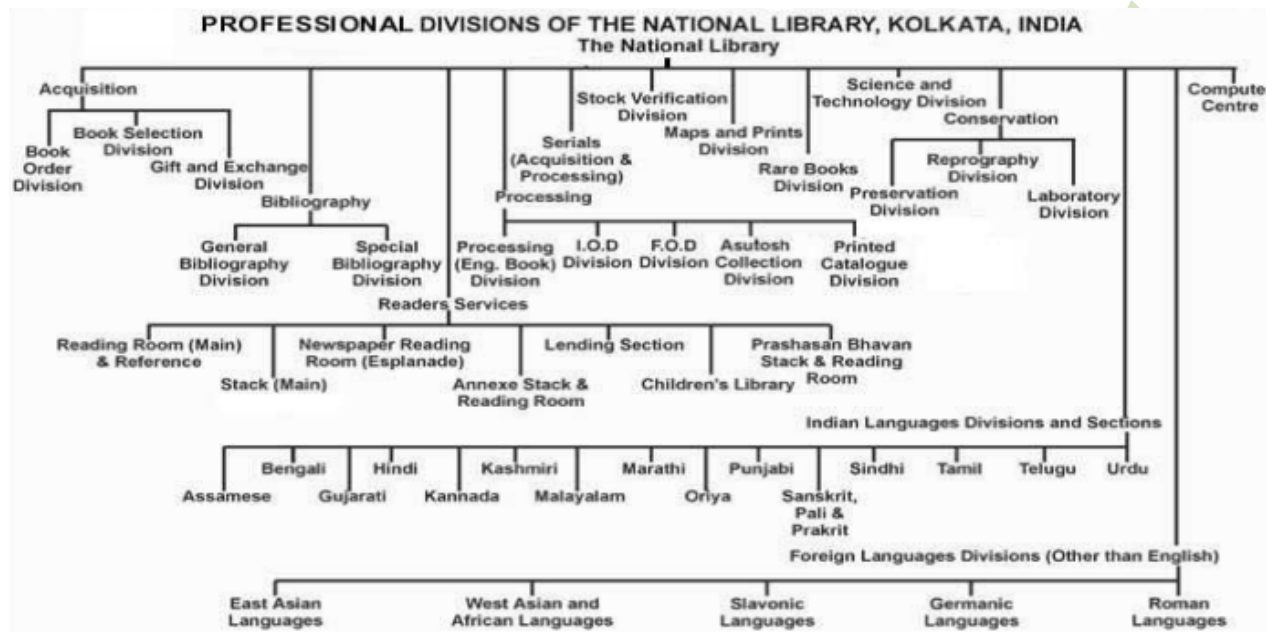 PROFESSIONAL DIVISIONS OF THE NATIONAL LIBRARY, KOLKATA, INDIA
The National Library
Acquisition
Book
Order
Division
Book Selection
Division
Gift and Exchange
Division
Bibliography
General
Bibliography
Division
Special
Bibliography
Division
Readers Services
Reading Room (Main)
& Reference
Stack (Main)
Newspaper Reading
Room (Esplanade)
Annexe Stack &
Reading Room
Lending Section
Children's Library
Prashasan Bhavan
Stack & Reading
Room
Processing
Processing
(Eng. Book)
Division
I.O.D
Division
F.O.D
Division
Asutosh
Collection
Division
Printed
Catalogue
Division
Serials
(Acquisition &
Processing)
Stock Verification
Division
Maps and Prints
Division
Rare Books
Division
Science and
Technology Division
Conservation
Preservation
Division
Reprography
Division
Laboratory
Division
Indian Languages Divisions and Sections
Assamese
Bengali
Gujarati
Hindi
Kannada
Kashmiri
Malayalam
Marathi
Oriya
Punjabi
Sanskrit,
Pali &
Prakrit
Sindhi
Tamil
Telugu
Urdu
Foreign Languages Divisions (Other than English)
East Asian
Languages
West Asian and
African Languages
Slavonic
Languages
Germanic
Languages
Roman
Languages
Compute
Centre